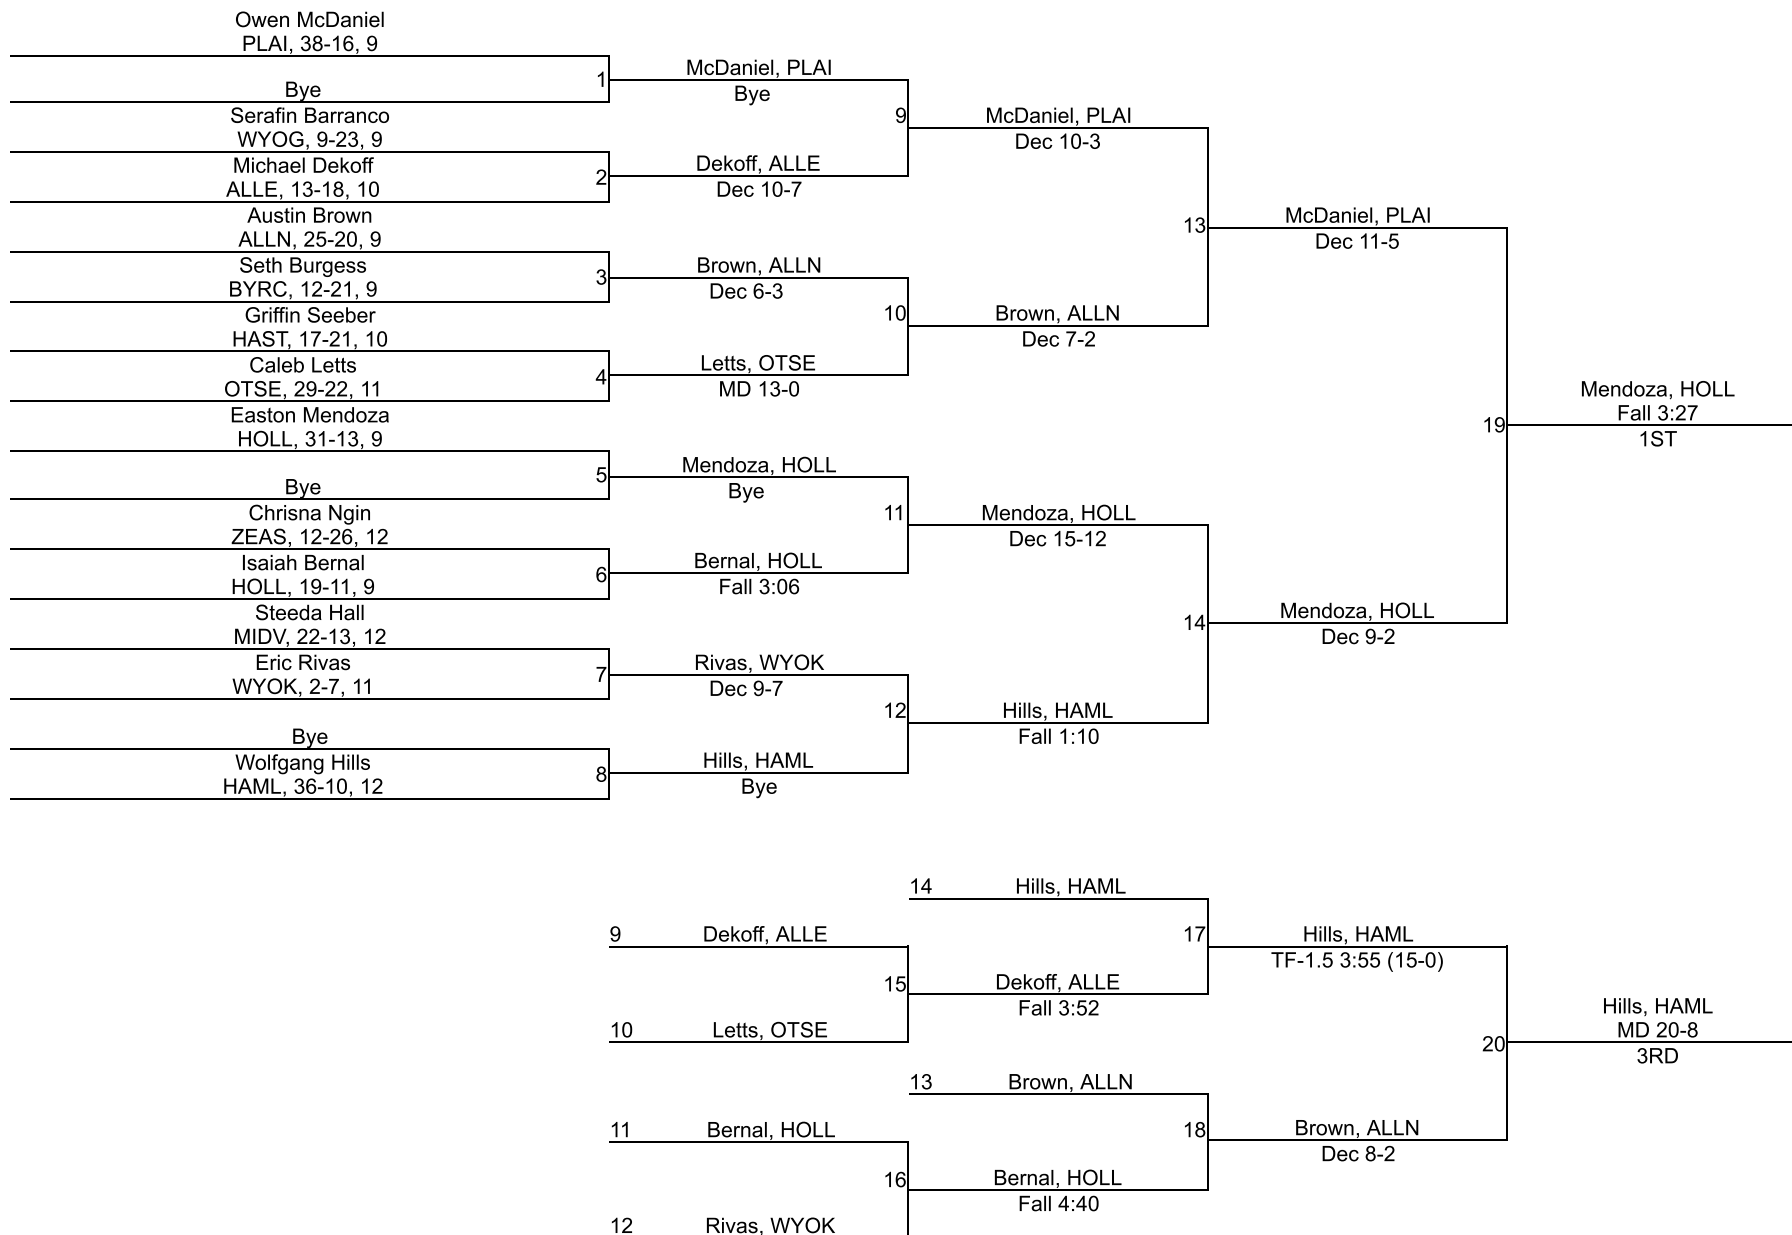 Owen McDaniel
PLAI, 38-16, 9
Bye
Serafin Barranco
WYOG, 9-23, 9
Michael Dekoff
ALLE, 13-18, 10
Austin Brown
ALLN, 25-20, 9
Seth Burgess
BYRC, 12-21, 9
Griffin Seeber
HAST, 17-21, 10
Caleb Letts
OTSE, 29-22, 11
Easton Mendoza
HOLL, 31-13, 9
Bye
Chrisna Ngin
ZEAS, 12-26, 12
Isaiah Bernal
HOLL, 19-11, 9
Steeda Hall
MIDV, 22-13, 12
Eric Rivas
WYOK, 2-7, 11
Bye
Wolfgang Hills
HAML, 36-10, 12
1
McDaniel, PLAI
Bye
2
Dekoff, ALLE
Dec 10-7
3
Brown, ALLN
Dec 6-3
4
Letts, OTSE
MD 13-0
5
Mendoza, HOLL
Bye
6
Bernal, HOLL
Fall 3:06
7
Rivas, WYOK
Dec 9-7
8
Hills, HAML
Bye
9
McDaniel, PLAI
Dec 10-3
10
Brown, ALLN
Dec 7-2
11
Mendoza, HOLL
Dec 15-12
12
Hills, HAML
Fall 1:10
13
McDaniel, PLAI
Dec 11-5
14
Mendoza, HOLL
Dec 9-2
19
Mendoza, HOLL
Fall 3:27
1ST
9
Dekoff, ALLE
10
Letts, OTSE
11
Bernal, HOLL
12
Rivas, WYOK
14
Hills, HAML
15
Dekoff, ALLE
Fall 3:52
13
Brown, ALLN
16
Bernal, HOLL
Fall 4:40
17
Hills, HAML
TF-1.5 3:55 (15-0)
18
Brown, ALLN
Dec 8-2
20
Hills, HAML
MD 20-8
3RD